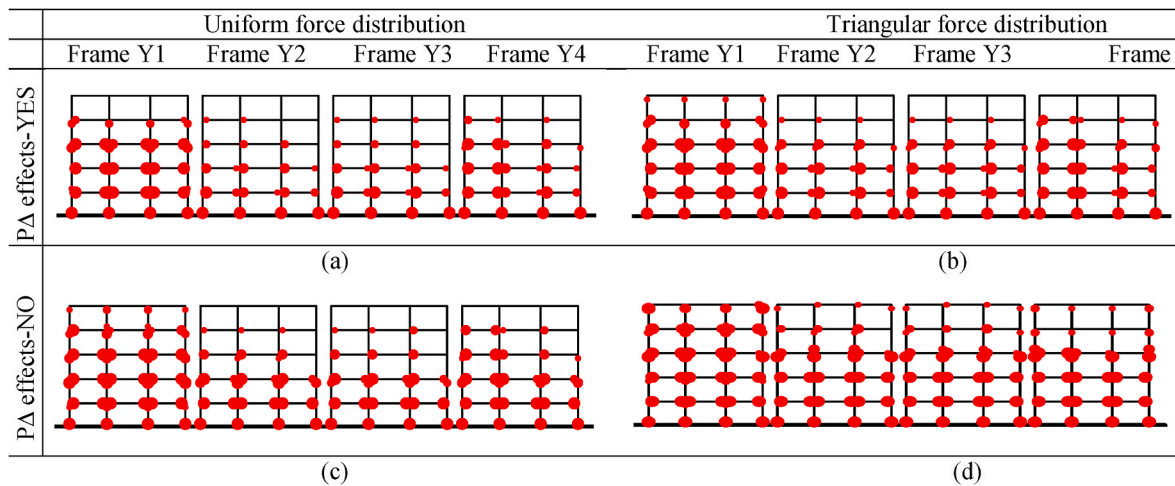 Uniform force distribution
Triangular force distribution
Frame Y1 Frame Y2 Frame Y3 Frame Y4
Frame Y1 Frame Y2 Frame Y3 Frame
PΔ effects-YES
(a)
(b)
PΔ effects-NO
(c)
(d)